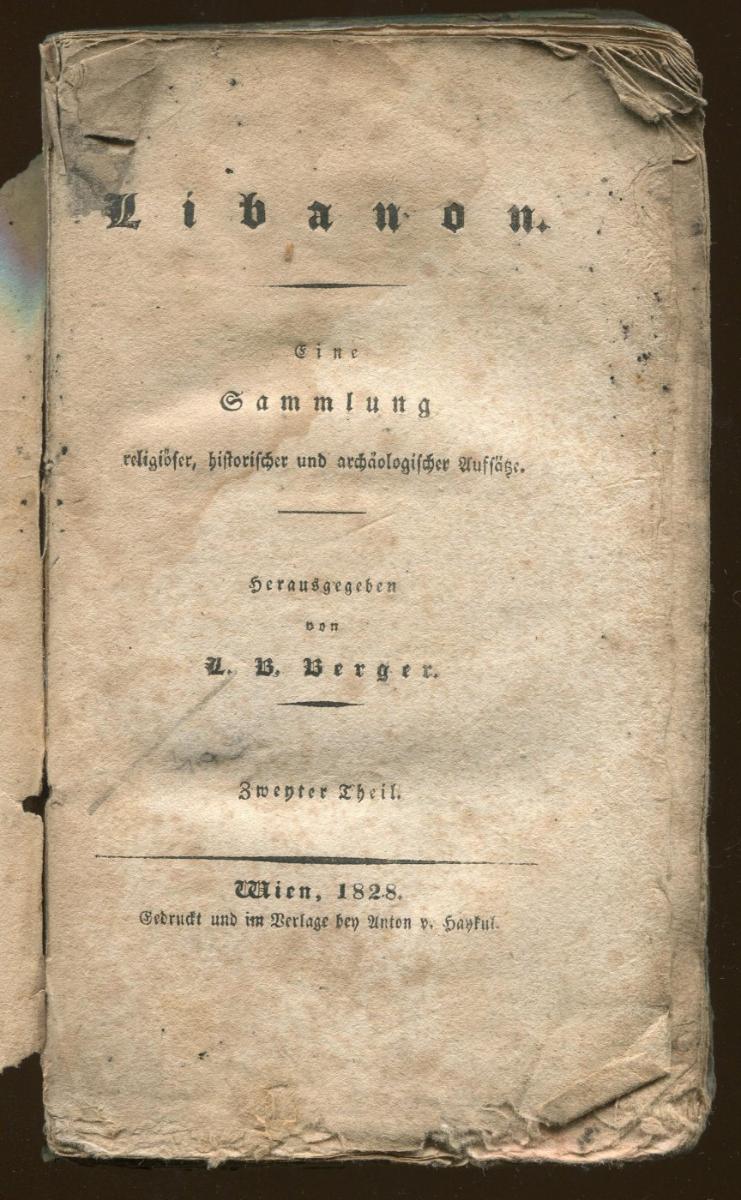 Libanon.
Eine
Sammlung
religiöser, historischer und archäologischer Aufsätze.
Herausgegeben
von
L. B. Berger.
Zweyter Theil.
Wien, 1828.
Gedruckt und im Verlage bey Anton v. Haykul.